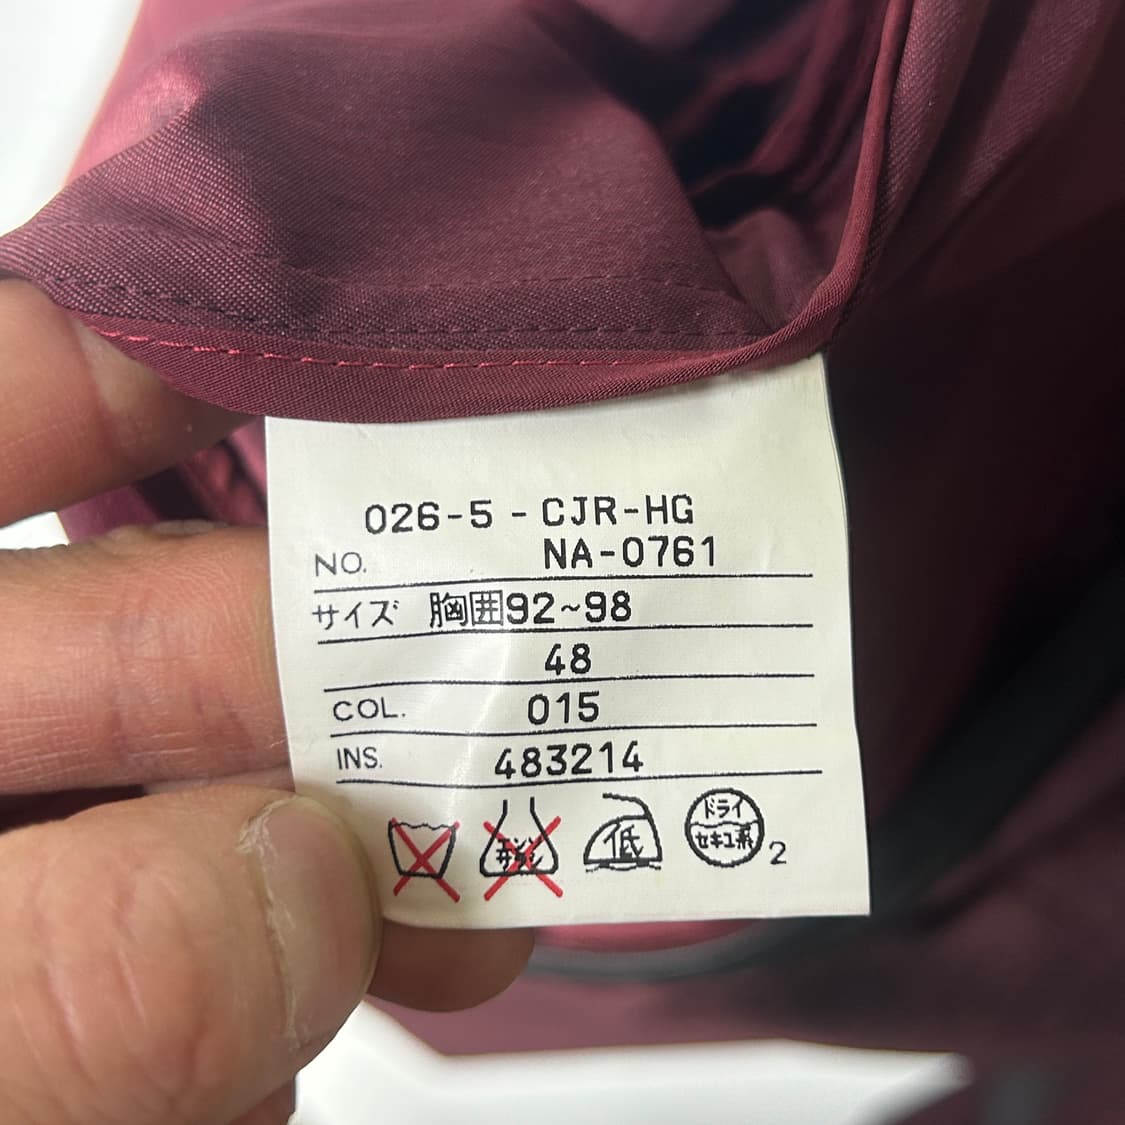 026-5-CJR-HG
NO. NA-0761
サイズ 胸囲92~98
48
COL. 015
INS. 483214
低
ドライ
セキユ系
2